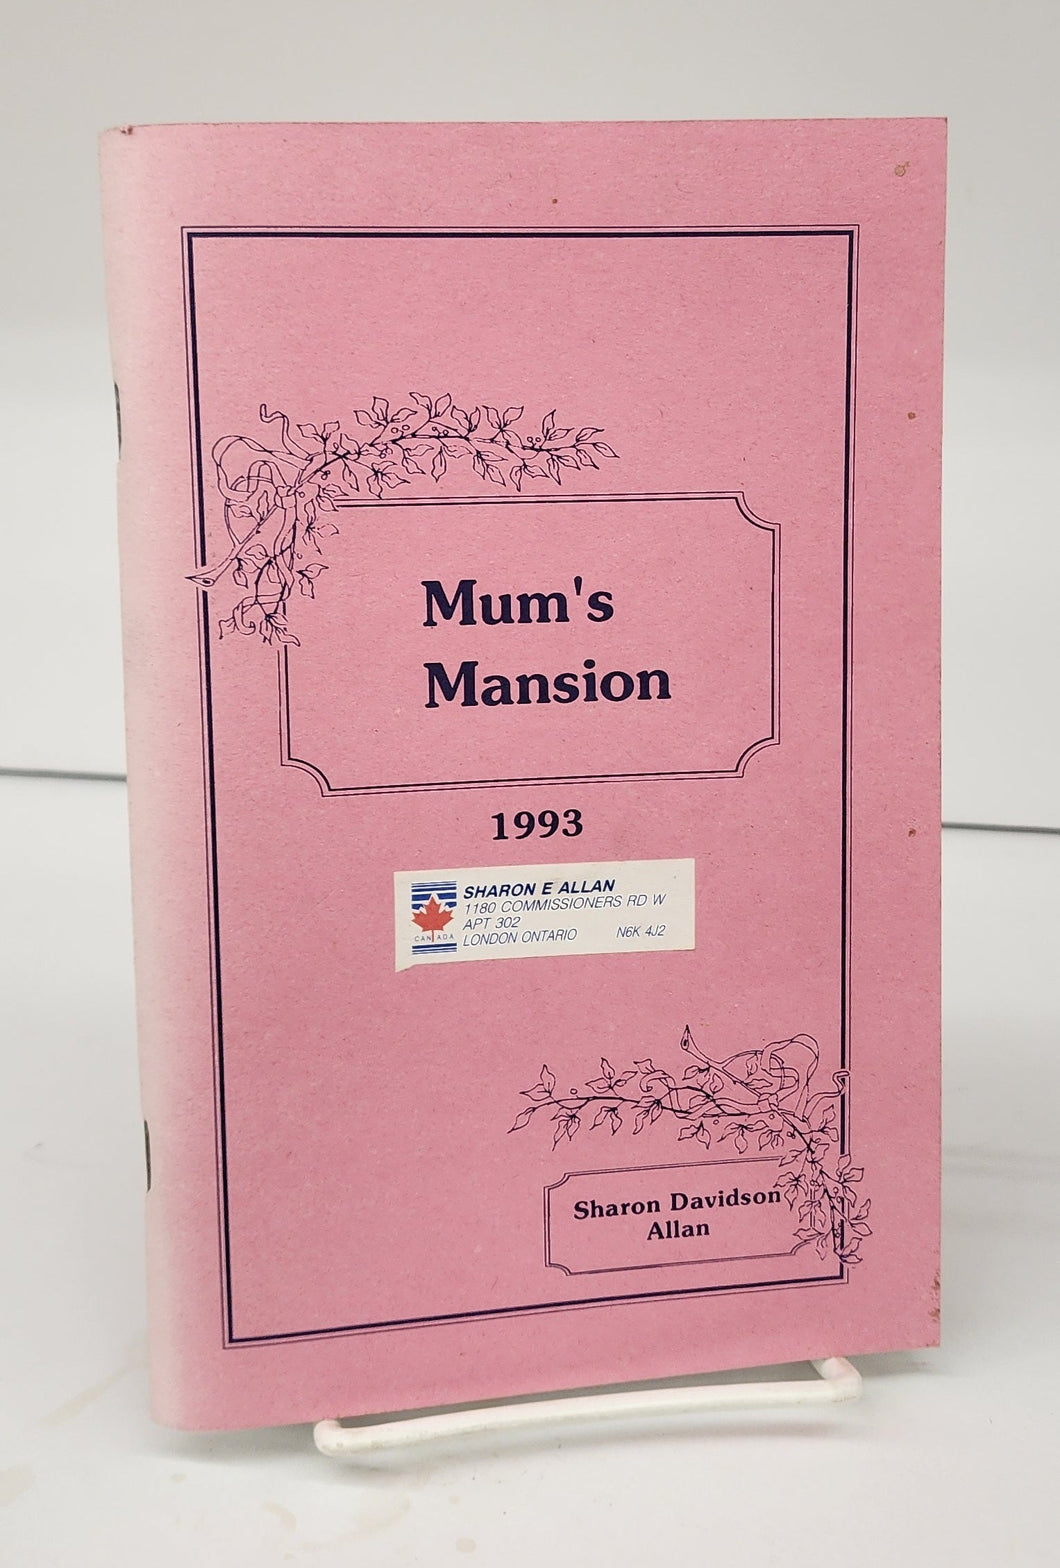 Mum's
Mansion
1993
SHARON E ALLAN
1180 COMMISSIONERS RD W
APT 302
CANADA
LONDON ONTARIO N6K 4J2
Sharon Davidson
Allan